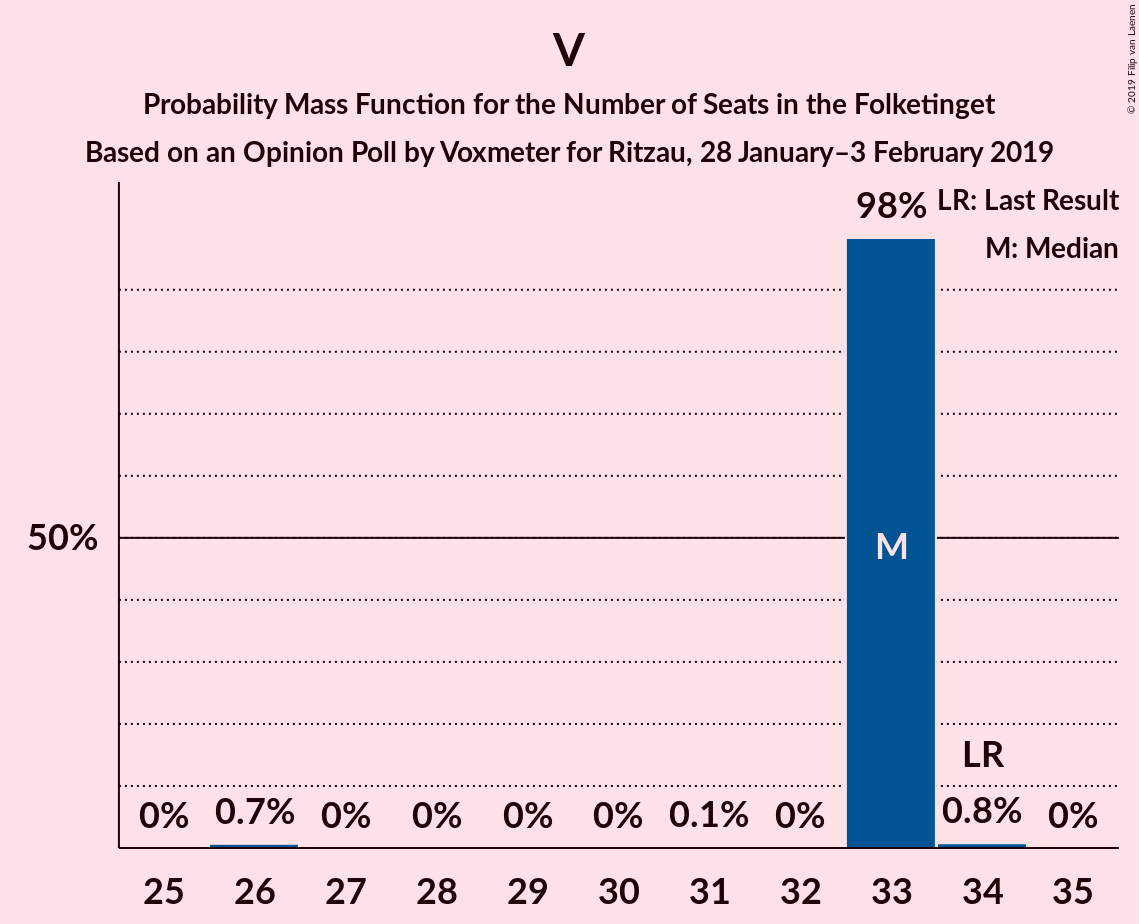 V
Probability Mass Function for the Number of Seats in the Folketinget
Based on an Opinion Poll by Voxmeter for Ritzau, 28 January–3 February 2019
© 2019 Filip van Laenen
98%
LR: Last Result
M: Median
50%
M
LR
0% 0.7% 0% 0% 0% 0% 0.1% 0% 0.8% 0%
25 26 27 28 29 30 31 32 33 34 35